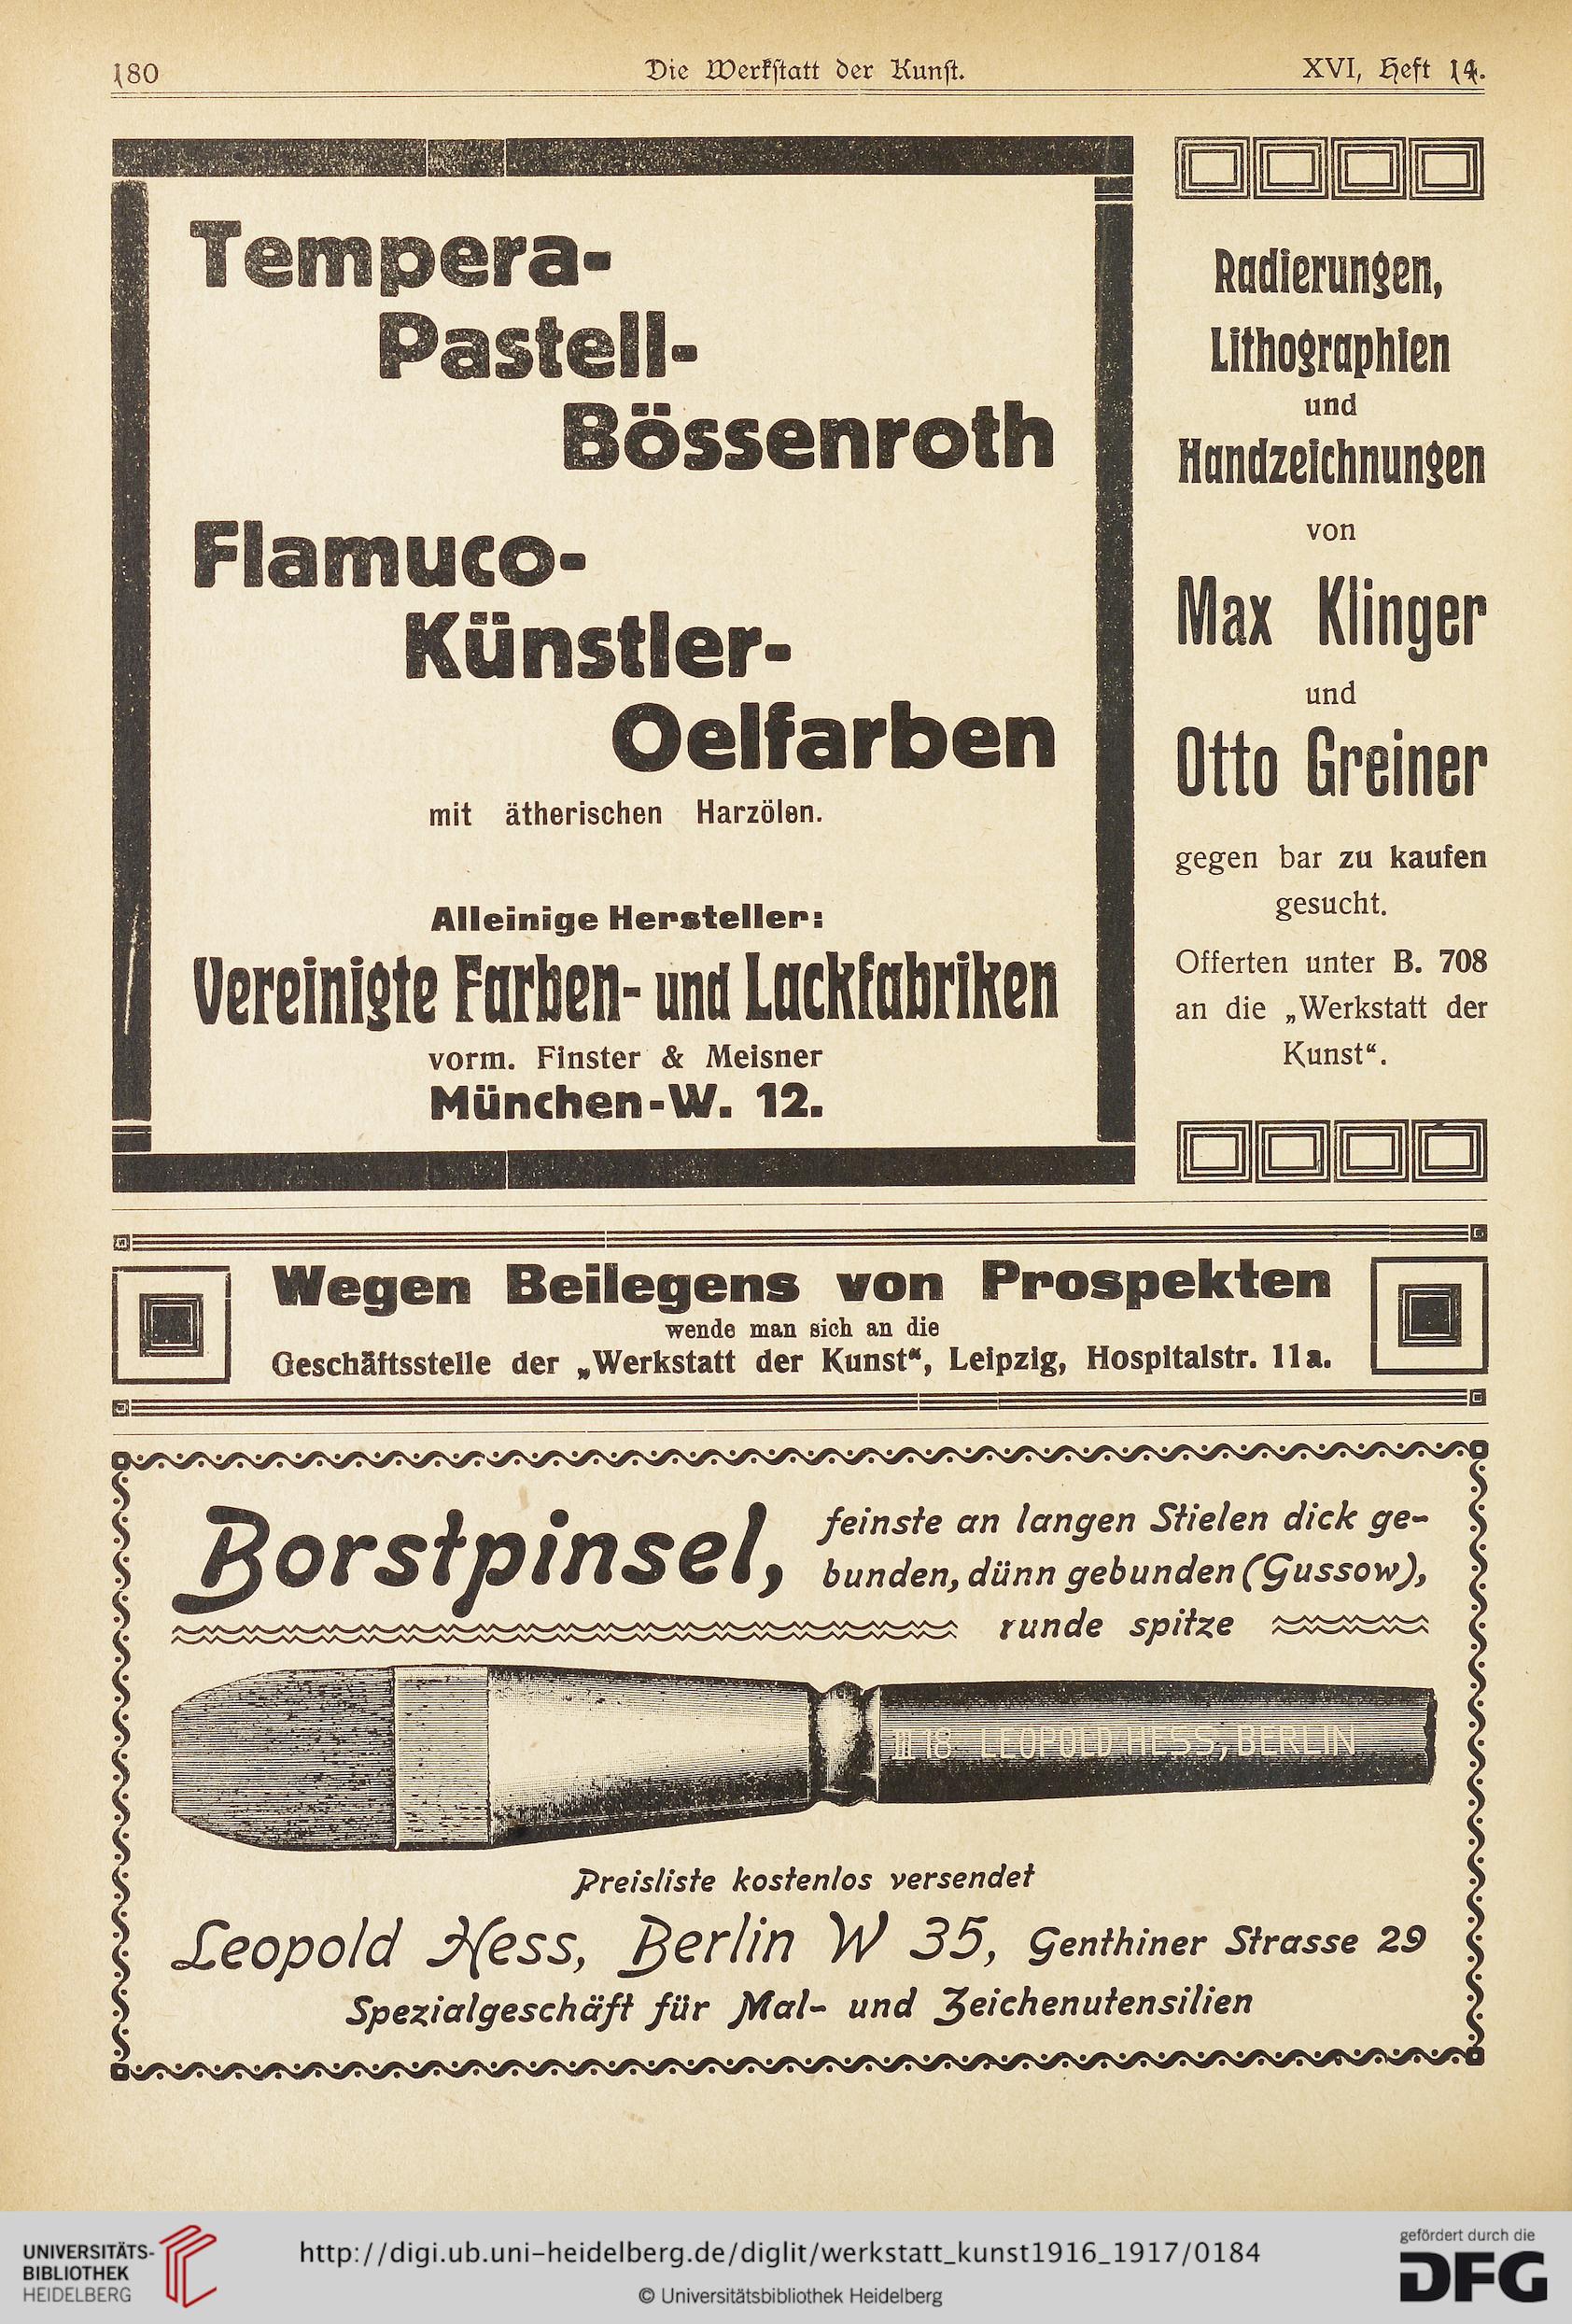 180
Die Werkstatt der Kunst.
XVI, Heft 14.
Tempera-
Pastell-
Bössenroth
Flamuco-
Künstler-
Oelfarben
mit ätherischen Harzölen.
Alleinige Hersteller:
Vereinigte Farben- und Lackfabriken
vorm. Finster & Meisner
München-W. 12.
Radierungen,
Lithographien
und
Handzeichnungen
von
Max Klinger
und
Otto Greiner
gegen bar zu kaufen
gesucht.
Offerten unter B. 708
an die „Werkstatt der
Kunst“.
Wegen Beilegens von Prospekten
wende man sich an die
Geschäftsstelle der „Werkstatt der Kunst“, Leipzig, Hospitalstr. 11a.
Borstpinsel,
feinste an langen Stielen dick ge-
bunden, dünn gebunden (Gussow),
runde spitze
III 18 LEOPOLD HESS, BERLIN
Preisliste kostenlos versendet
Leopold Hess, Berlin W 35, Genthiner Strasse 29
Spezialgeschäft für Mal- und Zeichenutensilien
UNIVERSITÄTS-
BIBLIOTHEK
HEIDELBERG
http://digi.ub.uni-heidelberg.de/diglit/werkstatt_kunst1916_1917/0184
© Universitätsbibliothek Heidelberg
gefördert durch die
DFG